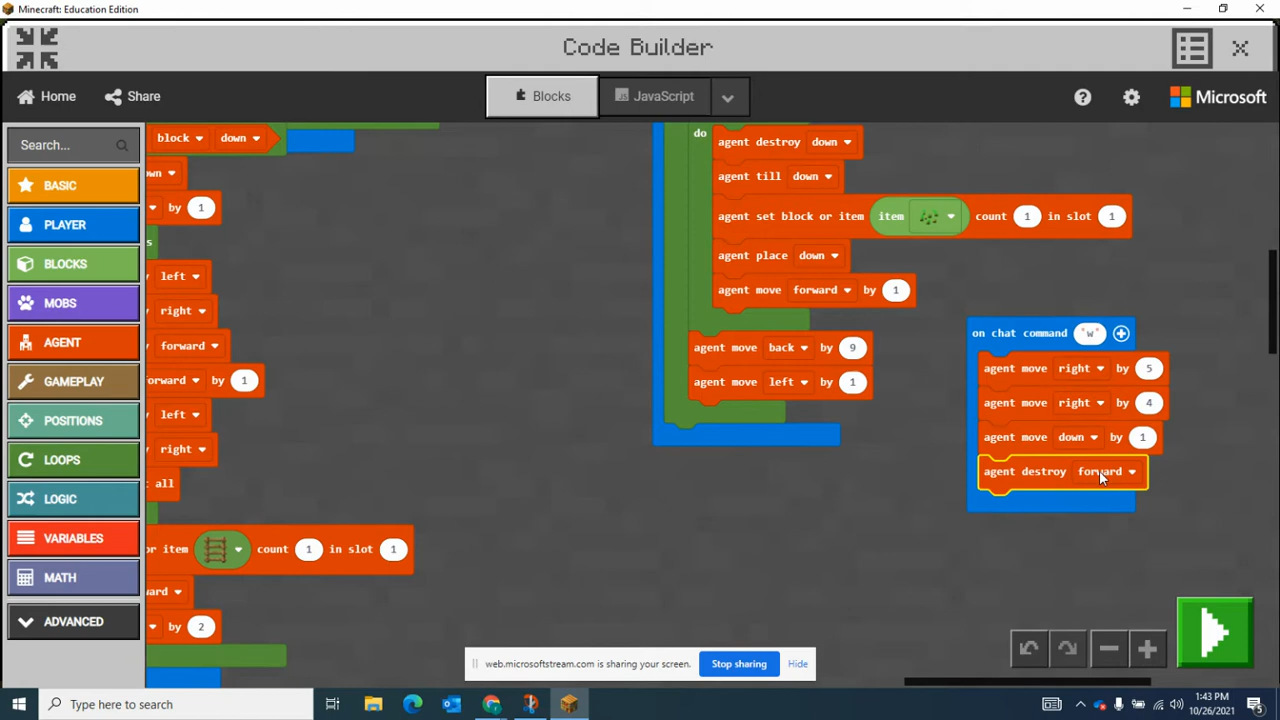 Minecraft: Education Edition
Code Builder
Home
Share
Blocks
JavaScript
Microsoft
Search...
BASIC
PLAYER
BLOCKS
MOBS
AGENT
GAMEPLAY
POSITIONS
LOOPS
LOGIC
VARIABLES
MATH
ADVANCED
block down
by 1
left
right
forward
by 1
left
right
all
item count 1 in slot 1
by 2
do
agent destroy down
agent till down
agent set block or item item count 1 in slot 1
agent place down
agent move forward by 1
agent move back by 9
agent move left by 1
on chat command "w"
agent move right by 5
agent move right by 4
agent move down by 1
agent destroy forward
web.microsoftstream.com is sharing your screen.
Stop sharing
Hide
Type here to search
1:43 PM
10/26/2021
5